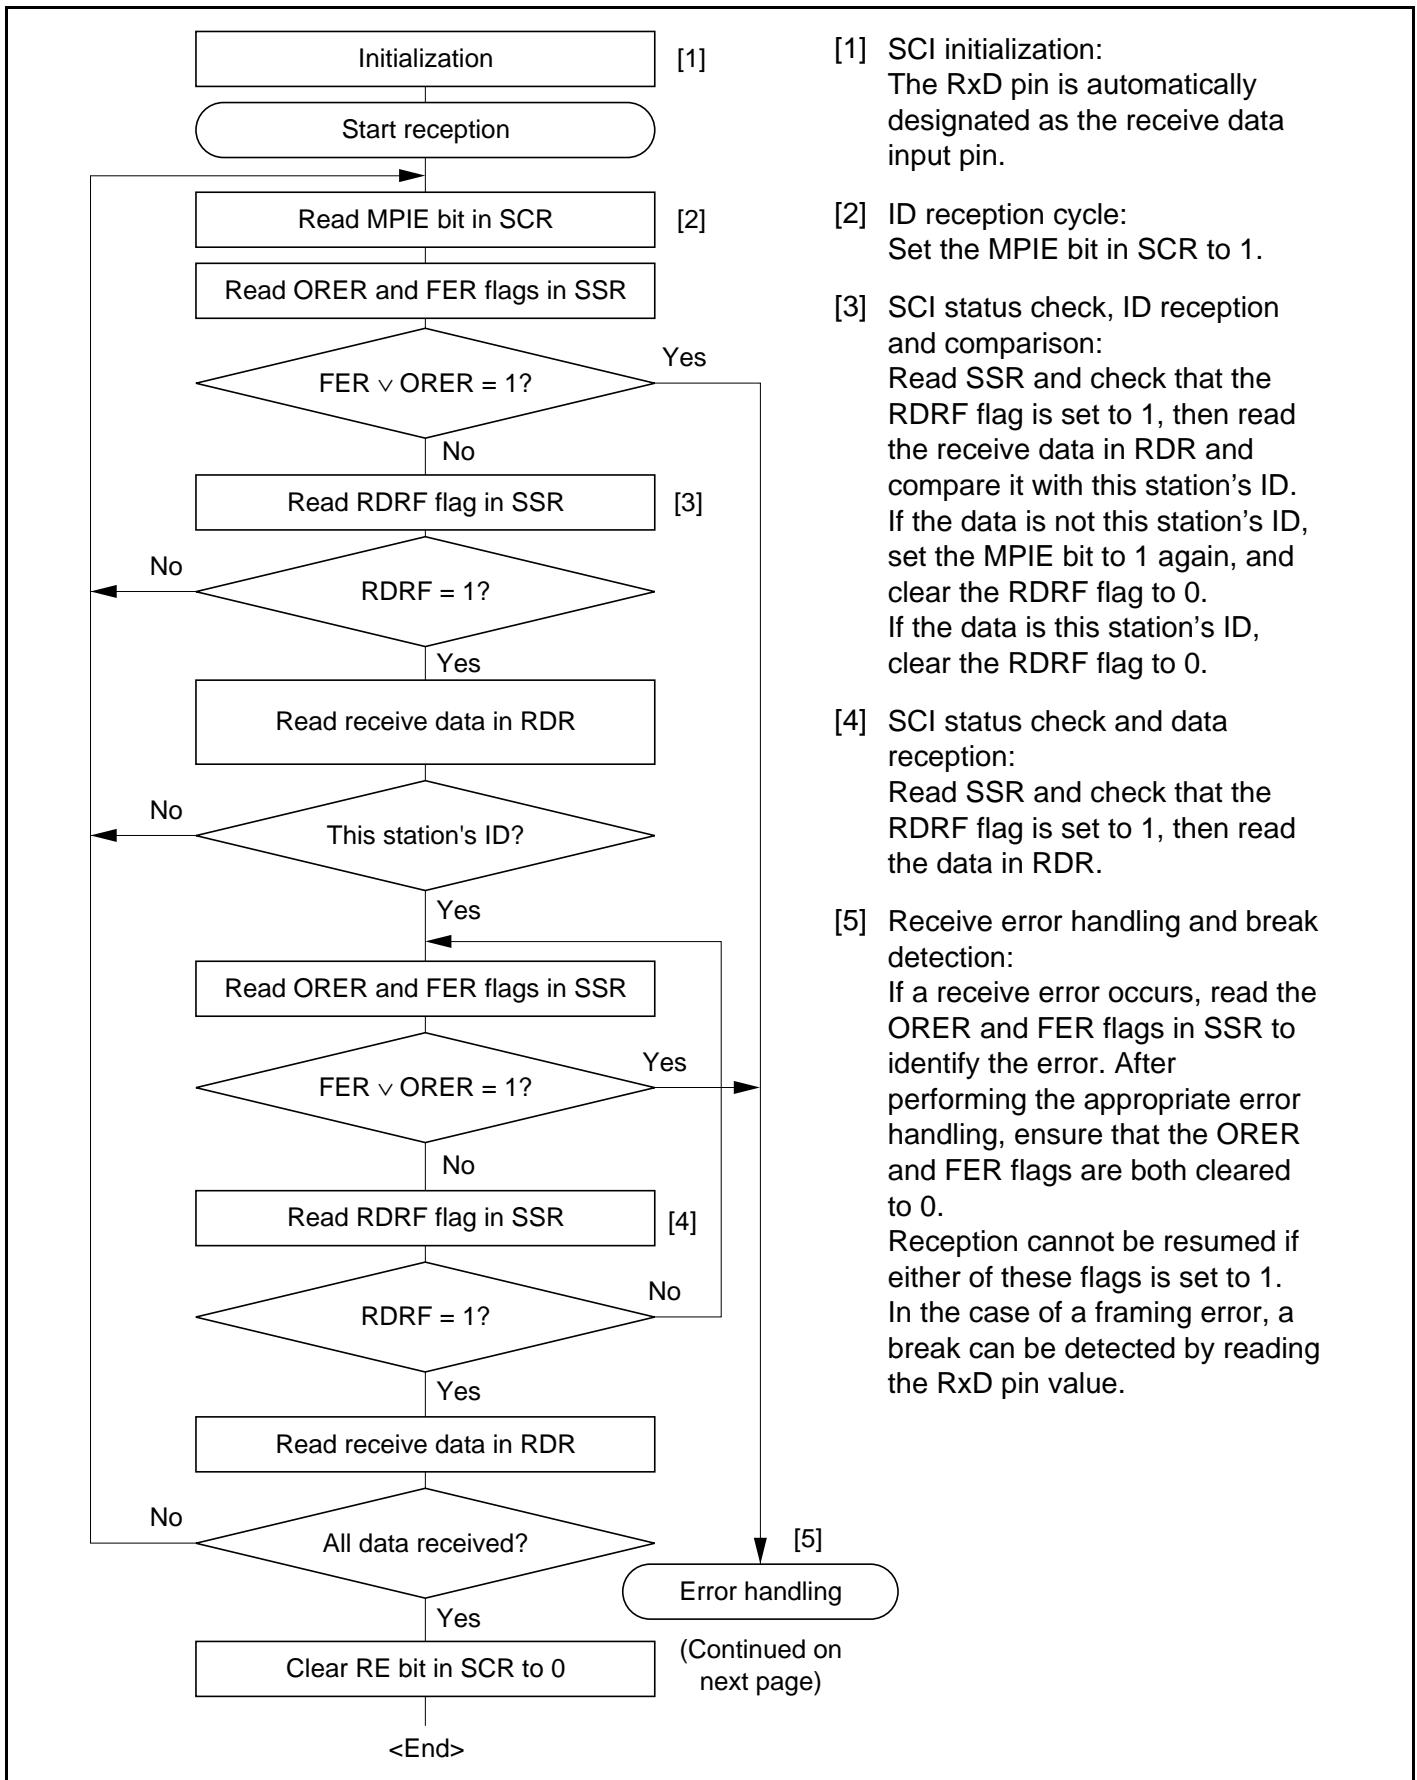 Initialization
[1]
Start reception
Read MPIE bit in SCR
[2]
Read ORER and FER flags in SSR
Yes
FER ∨ ORER = 1?
No
Read RDRF flag in SSR
[3]
No
RDRF = 1?
Yes
Read receive data in RDR
No
This station's ID?
Yes
Read ORER and FER flags in SSR
Yes
FER ∨ ORER = 1?
No
Read RDRF flag in SSR
[4]
No
RDRF = 1?
Yes
Read receive data in RDR
No
All data received?
[5]
Error handling
Yes
(Continued on
next page)
Clear RE bit in SCR to 0
<End>
[1] SCI initialization:
The RxD pin is automatically
designated as the receive data
input pin.
[2] ID reception cycle:
Set the MPIE bit in SCR to 1.
[3] SCI status check, ID reception
and comparison:
Read SSR and check that the
RDRF flag is set to 1, then read
the receive data in RDR and
compare it with this station's ID.
If the data is not this station's ID,
set the MPIE bit to 1 again, and
clear the RDRF flag to 0.
If the data is this station's ID,
clear the RDRF flag to 0.
[4] SCI status check and data
reception:
Read SSR and check that the
RDRF flag is set to 1, then read
the data in RDR.
[5] Receive error handling and break
detection:
If a receive error occurs, read the
ORER and FER flags in SSR to
identify the error. After
performing the appropriate error
handling, ensure that the ORER
and FER flags are both cleared
to 0.
Reception cannot be resumed if
either of these flags is set to 1.
In the case of a framing error, a
break can be detected by reading
the RxD pin value.